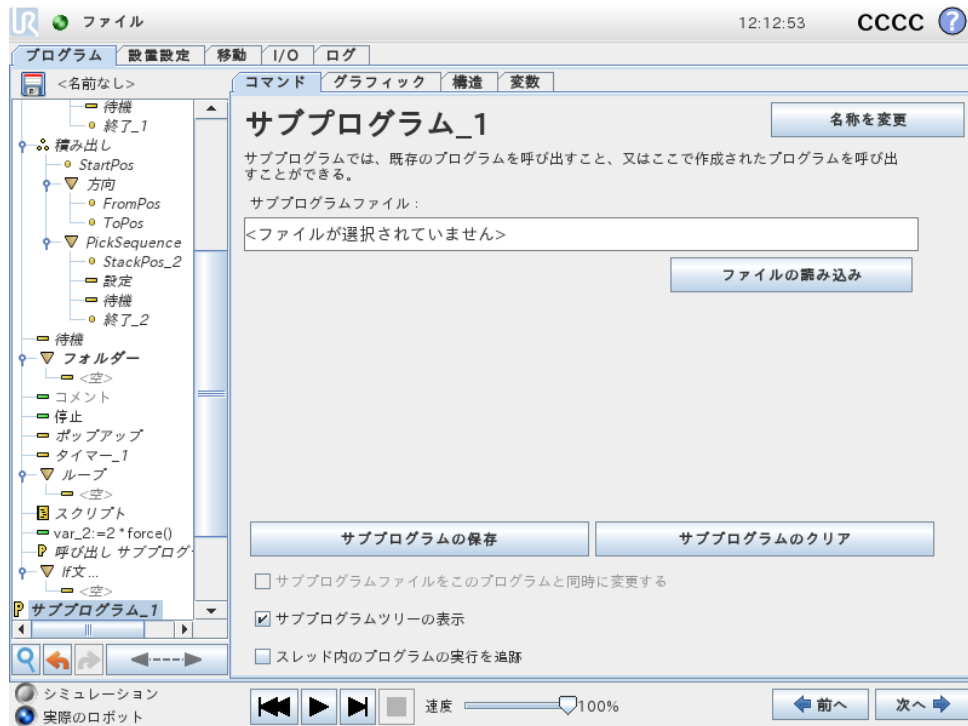 UR ファイル 12:12:53 CCCC ?
プログラム 設置設定 移動 I/O ログ
<名前なし> コマンド グラフィック 構造 変数
待機
終了_1
積み出し
StartPos
方向
FromPos
ToPos
PickSequence
StackPos_2
設定
待機
終了_2
待機
フォルダー
<空>
コメント
停止
ポップアップ
タイマー_1
ループ
<空>
スクリプト
var_2:=2*force()
呼び出し サブプログ
If文...
<空>
サブプログラム_1
サブプログラム_1
名称を変更
サブプログラムでは、既存のプログラムを呼び出すこと、又はここで作成されたプログラムを呼び出
すことができる。
サブプログラムファイル :
<ファイルが選択されていません>
ファイルの読み込み
サブプログラムの保存 サブプログラムのクリア
サブプログラムファイルをこのプログラムと同時に変更する
サブプログラムツリーの表示
スレッド内のプログラムの実行を追跡
シミュレーション
実際のロボット
速度 100%
前へ 次へ